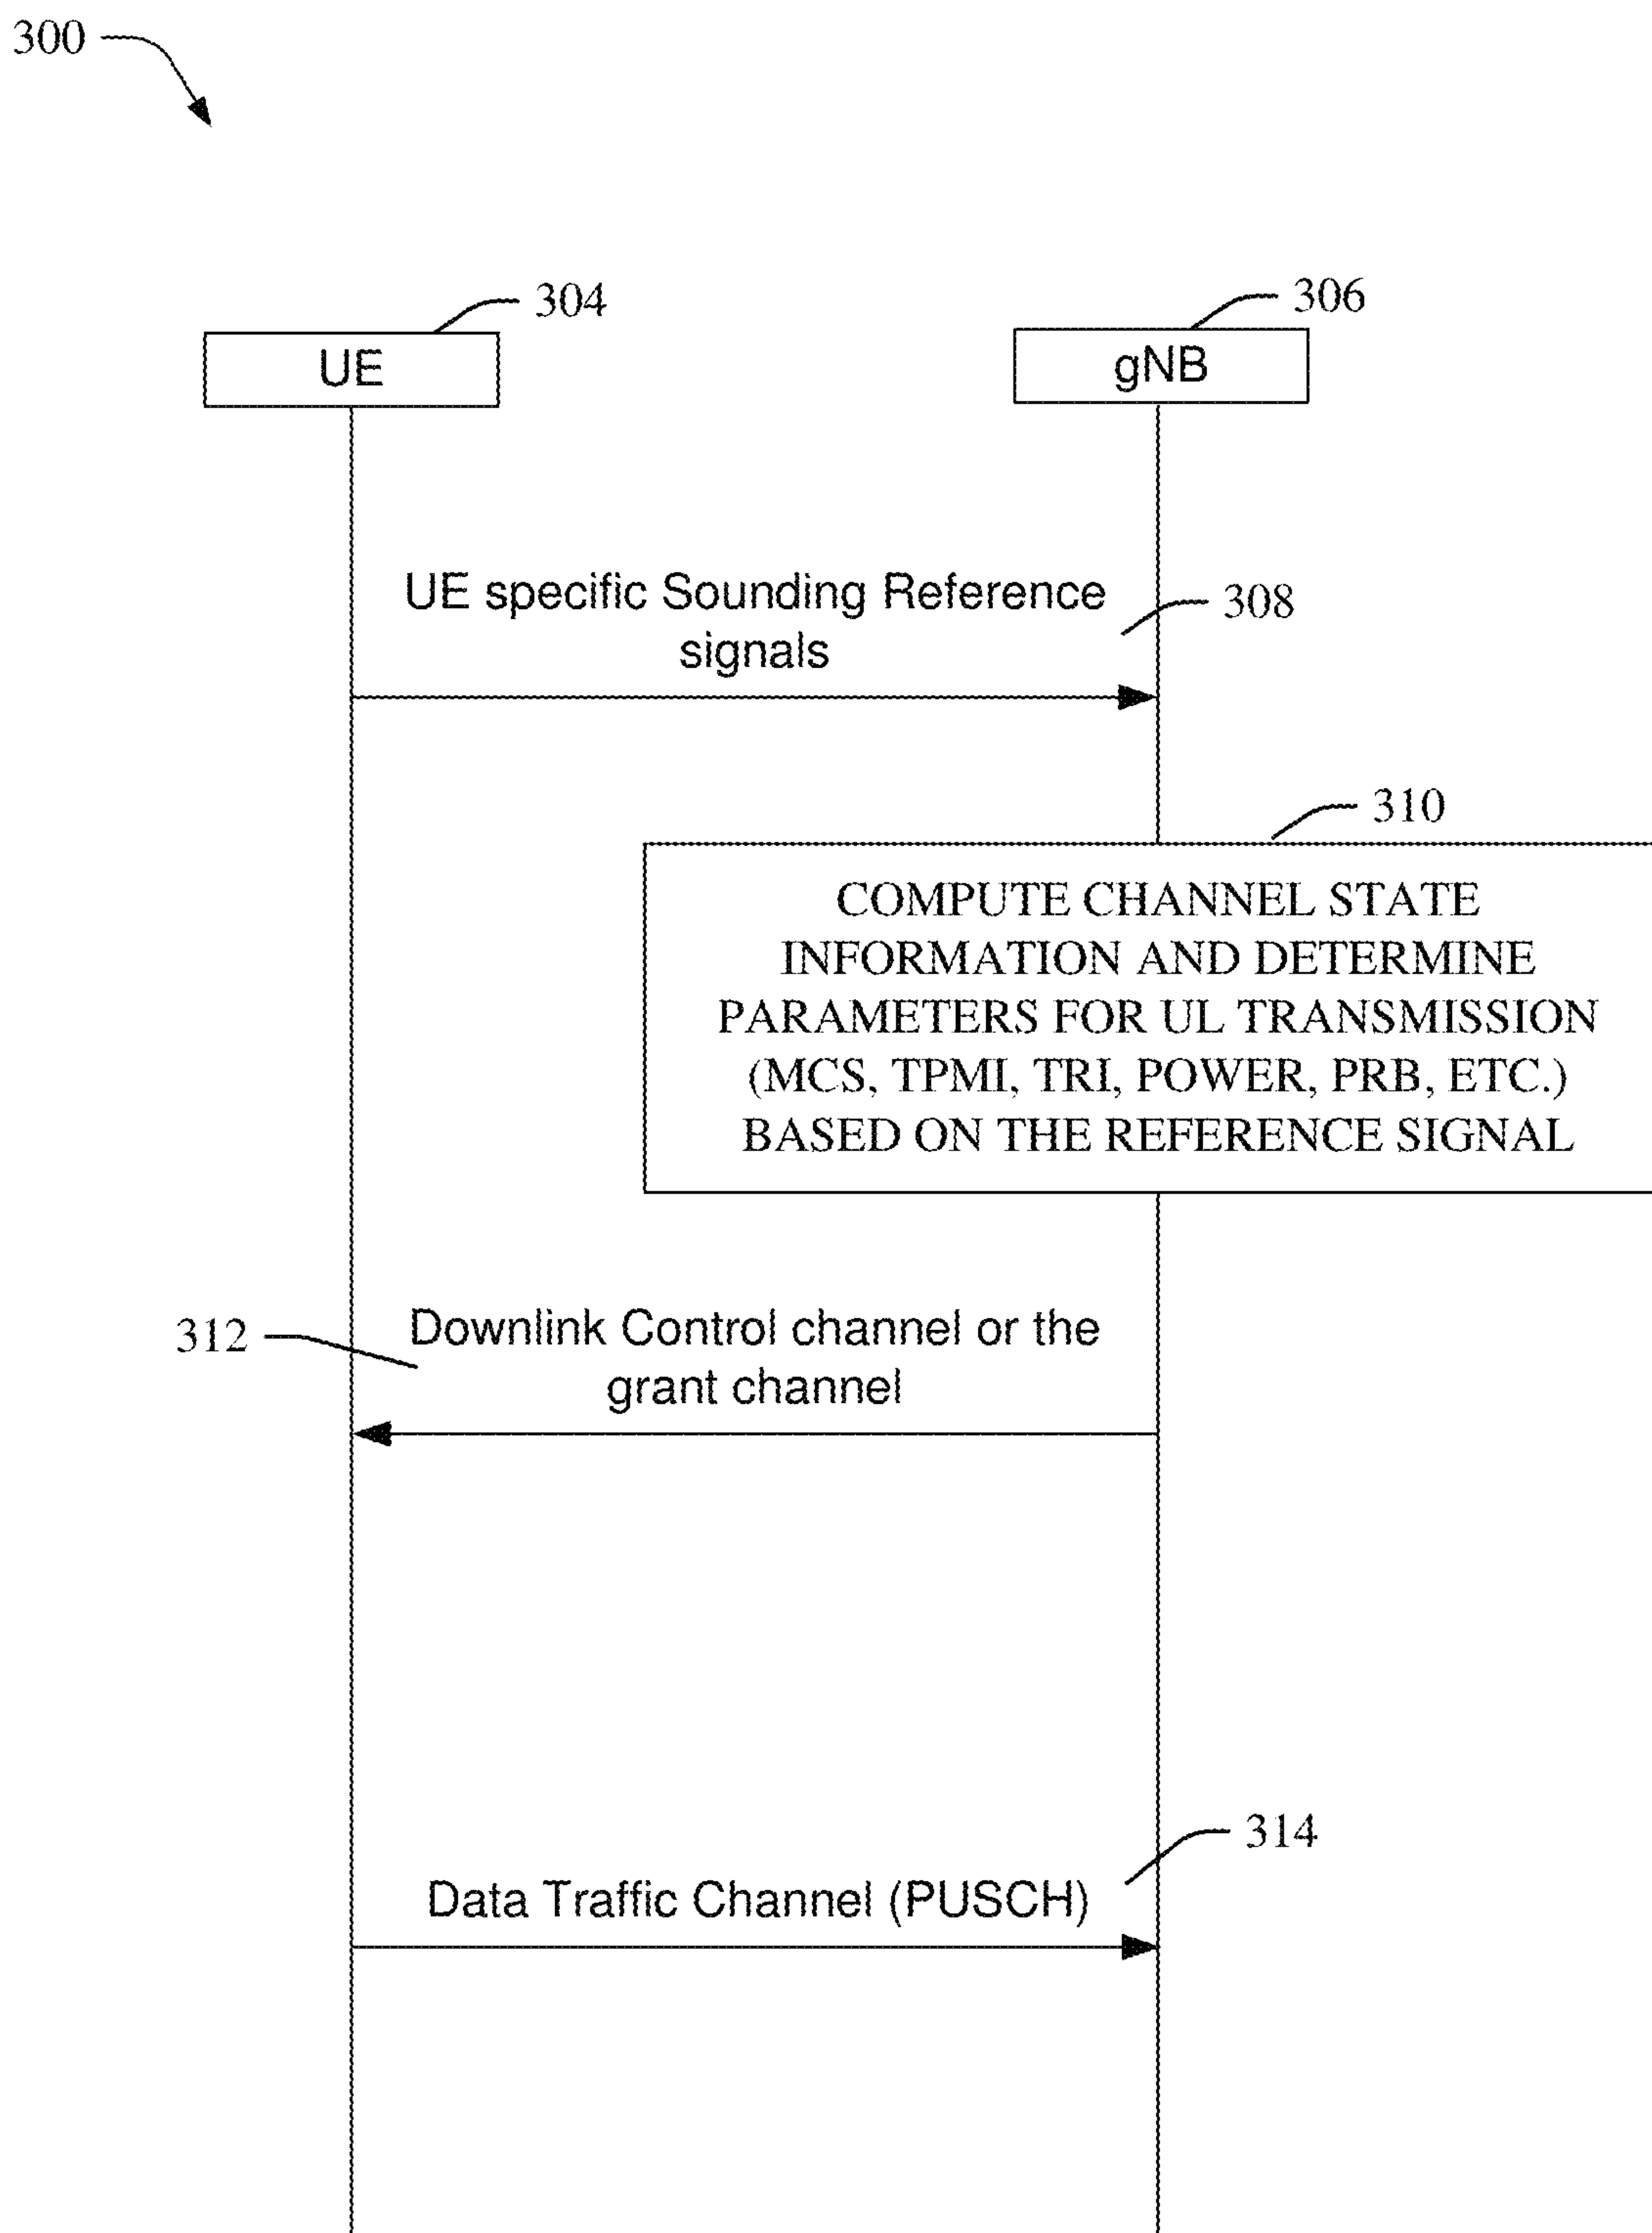 300
304
306
UE
gNB
UE specific Sounding Reference
signals
308
310
COMPUTE CHANNEL STATE
INFORMATION AND DETERMINE
PARAMETERS FOR UL TRANSMISSION
(MCS, TPMI, TRI, POWER, PRB, ETC.)
BASED ON THE REFERENCE SIGNAL
312
Downlink Control channel or the
grant channel
314
Data Traffic Channel (PUSCH)